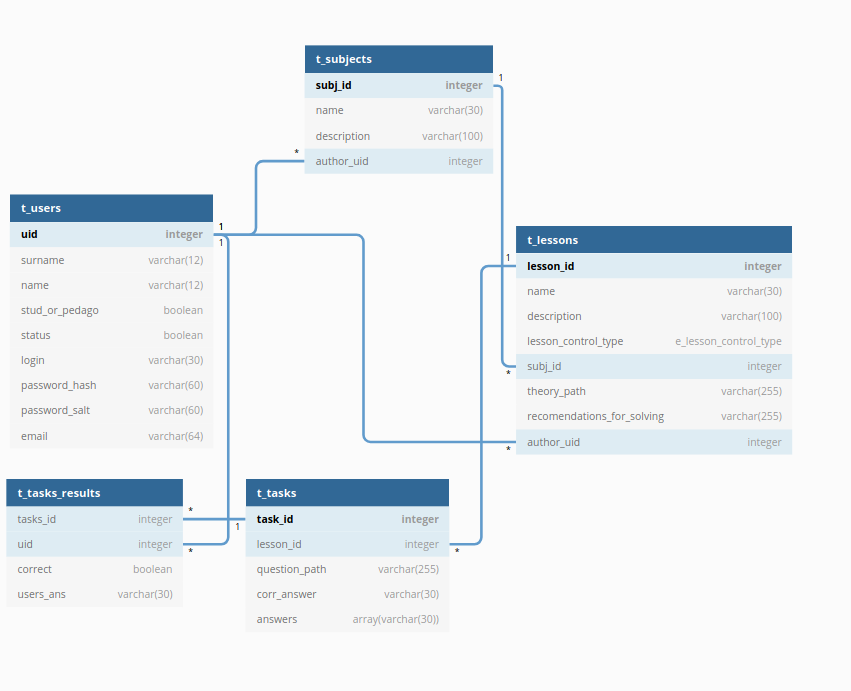 t_subjects
subj_id integer
name varchar(30)
description varchar(100)
author_uid integer
1
*
t_users
uid integer
surname varchar(12)
name varchar(12)
stud_or_pedago boolean
status boolean
login varchar(30)
password_hash varchar(60)
password_salt varchar(60)
email varchar(64)
1
1
t_lessons
lesson_id integer
name varchar(30)
description varchar(100)
lesson_control_type e_lesson_control_type
subj_id integer
theory_path varchar(255)
recomendations_for_solving varchar(255)
author_uid integer
1
*
*
t_tasks_results
tasks_id integer
uid integer
correct boolean
users_ans varchar(30)
*
*
t_tasks
task_id integer
lesson_id integer
question_path varchar(255)
corr_answer varchar(30)
answers array(varchar(30))
1
*